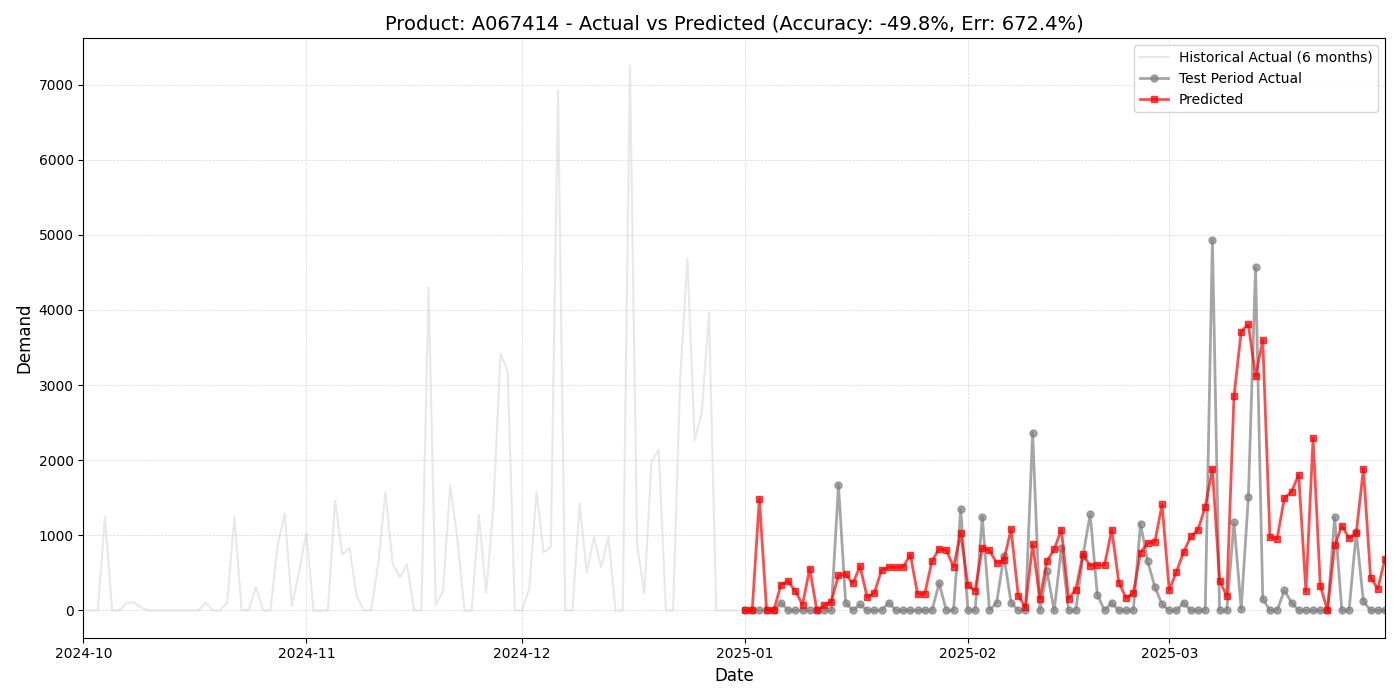 Product: A067414 - Actual vs Predicted (Accuracy: -49.8%, Err: 672.4%)
Historical Actual (6 months)
Test Period Actual
Predicted
7000
6000
5000
4000
3000
2000
1000
0
Demand
2024-10
2024-11
2024-12
2025-01
2025-02
2025-03
Date